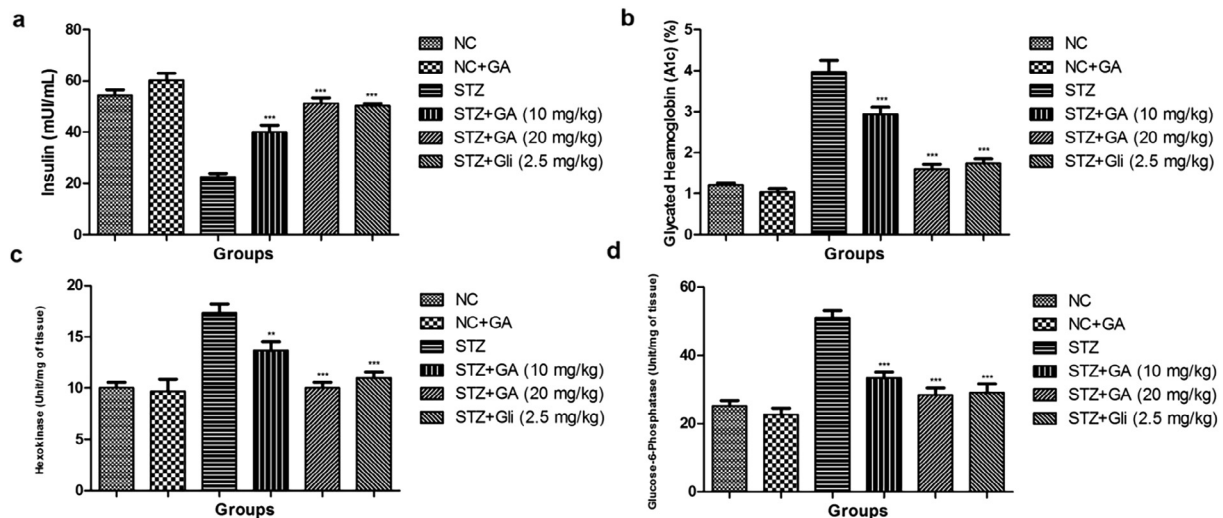 a
Insulin (mUI/mL)
80
60
40
20
0
Groups
NC
NC+GA
STZ
STZ+GA (10 mg/kg)
STZ+GA (20 mg/kg)
STZ+Gli (2.5 mg/kg)
***
***
***
b
Glycated Heamoglobin (A1c) (%)
5
4
3
2
1
0
Groups
NC
NC+GA
STZ
STZ+GA (10 mg/kg)
STZ+GA (20 mg/kg)
STZ+Gli (2.5 mg/kg)
***
***
***
c
Hexokinase (Unit/mg of tissue)
20
15
10
5
0
Groups
NC
NC+GA
STZ
STZ+GA (10 mg/kg)
STZ+GA (20 mg/kg)
STZ+Gli (2.5 mg/kg)
**
***
***
d
Glucose-6-Phosphatase (Unit/mg of tissue)
60
40
20
0
Groups
NC
NC+GA
STZ
STZ+GA (10 mg/kg)
STZ+GA (20 mg/kg)
STZ+Gli (2.5 mg/kg)
***
***
***